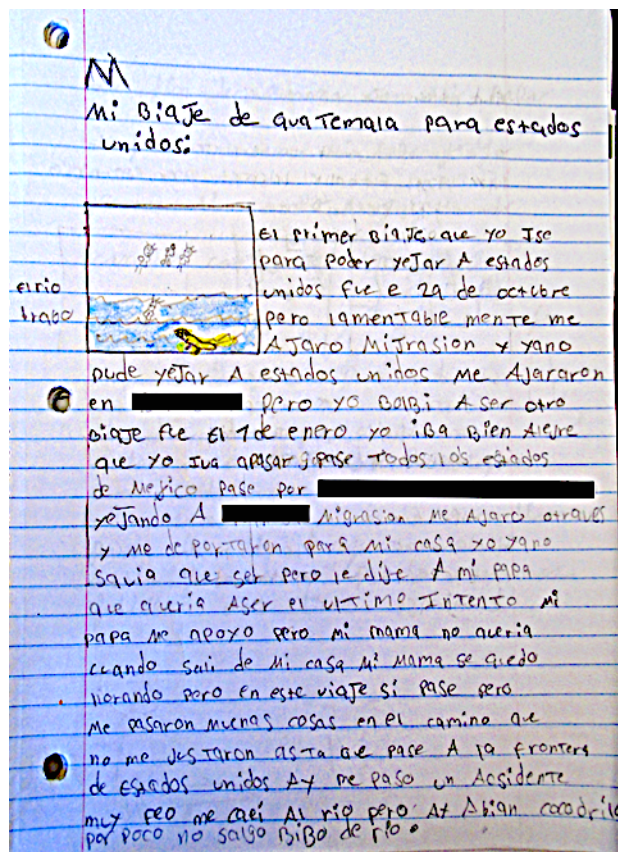 M
Mi BiaJe de guaTemala para estados
unidos:
El primer BiaJe que yo Ise
para poder yeJar A estados
el rio
unidos fue e 29 de octubre
brabo
pero lamenTable menTe me
AJaro MiJrasion y yano
pude yeJar A estados unidos Me AJararon
en pero yo BolBi A ser otro
BiaJe fue El 1 de enero yo iBa Bien Alegre
que yo Iva apasar y pase Todos los estados
de Mejico pase por
yeJando A Migrasion Me AJaro otraves
y Me deporTaron para Mi casa yo yano
Savia que ser pero le dije A mi papa
que queria Aser el ulTimo InTenTo Mi
papa Me apoyo pero Mi mama no queria
cuando sali de Mi casa Mi Mama se quedo
llorando pero En este viaje si pase pero
Me pasaron muchas cosas en el camino que
no me JusTaron asTa que pase A la frontera
de Estados unidos Ay me paso un Acsidente
muy feo me caei Al rio pero Ay Abian cocodrilo
por poco no salgo BiBo de rio.